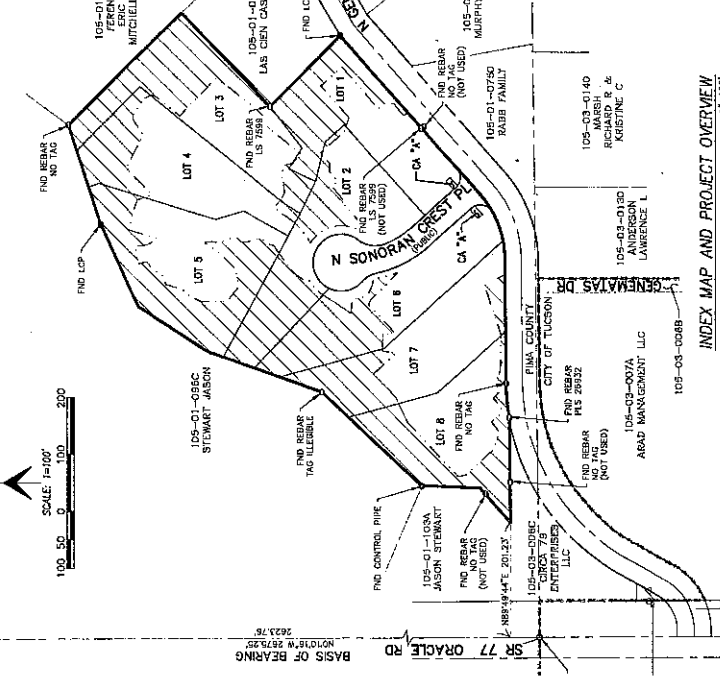 105-01-0
FEREN
ERIC
MITCHELL
105-01-0
LAS CIEN CAS
FND LC
N GE
105-0
MURPHY
FND REBAR
NO TAG
LOT 3
FND REBAR
LS 7599
LOT 1
FND REBAR
NO TAG
(NOT USED)
105-01-0750
RABB FAMILY
105-03-0140
MARSH
RICHARD R &
KRISTINE C
LOT 4
LOT 2
FND REBAR
LS 7599
(NOT USED)
CA "A"
FND LCP
LOT 5
N SONORAN CREST PL
(PUBLIC)
CA "A"
105-03-0130
ANDERSON
LAWRENCE L
LOT 6
GENEMATAS DR
LOT 7
PIMA COUNTY
CITY OF TUCSON
105-03-008B
105-01-096C
STEWART JASON
FND REBAR
TAG ILLEGIBLE
LOT 8
FND REBAR
NO TAG
FND REBAR
PLS 26932
105-03-007A
ARAD MANAGEMENT LLC
FND REBAR
NO TAG
(NOT USED)
SCALE: 1=100'
100 50 0 100 200
FND CONTROL PIPE
105-01-103A
JASON STEWART
FND REBAR
NO TAG
(NOT USED)
N89°49'44"E 201.23'
105-03-006C
CIRCA 79
ENTERPRISES
LLC
SR 77 ORACLE RD
BASIS OF BEARING
N0°10'16"W 2675.25'
2623.76'
INDEX MAP AND PROJECT OVERVIEW